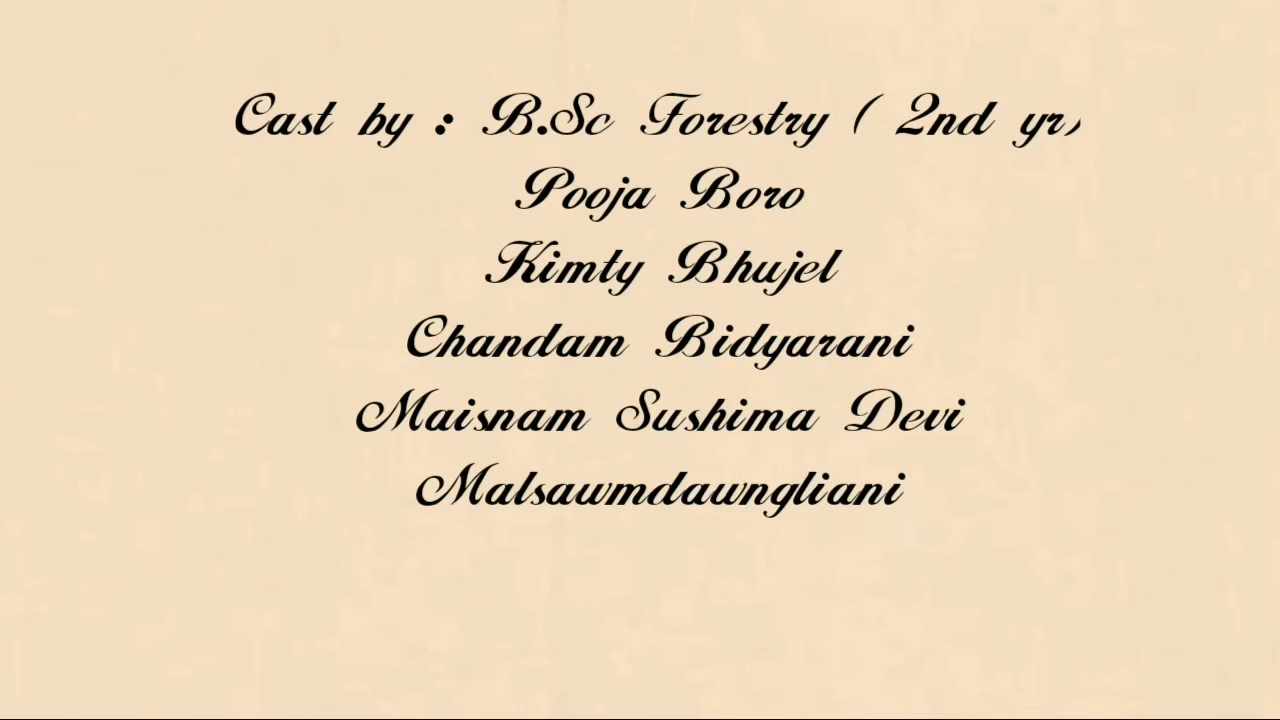 Cast by : B.Sc Forestry ( 2nd yr)
Pooja Boro
Kimty Bhujel
Chandam Bidyarani
Maisnam Sushima Devi
Malsawmdawngliani